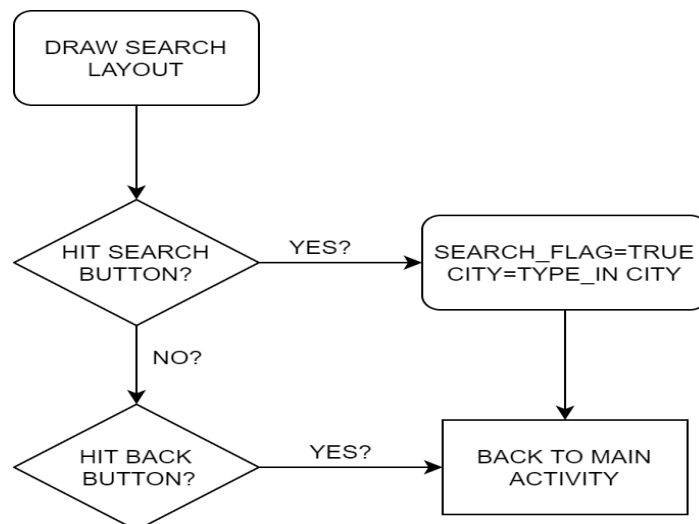 DRAW SEARCH
LAYOUT
HIT SEARCH
BUTTON?
YES?
SEARCH_FLAG=TRUE
CITY=TYPE_IN CITY
NO?
HIT BACK
BUTTON?
YES?
BACK TO MAIN
ACTIVITY